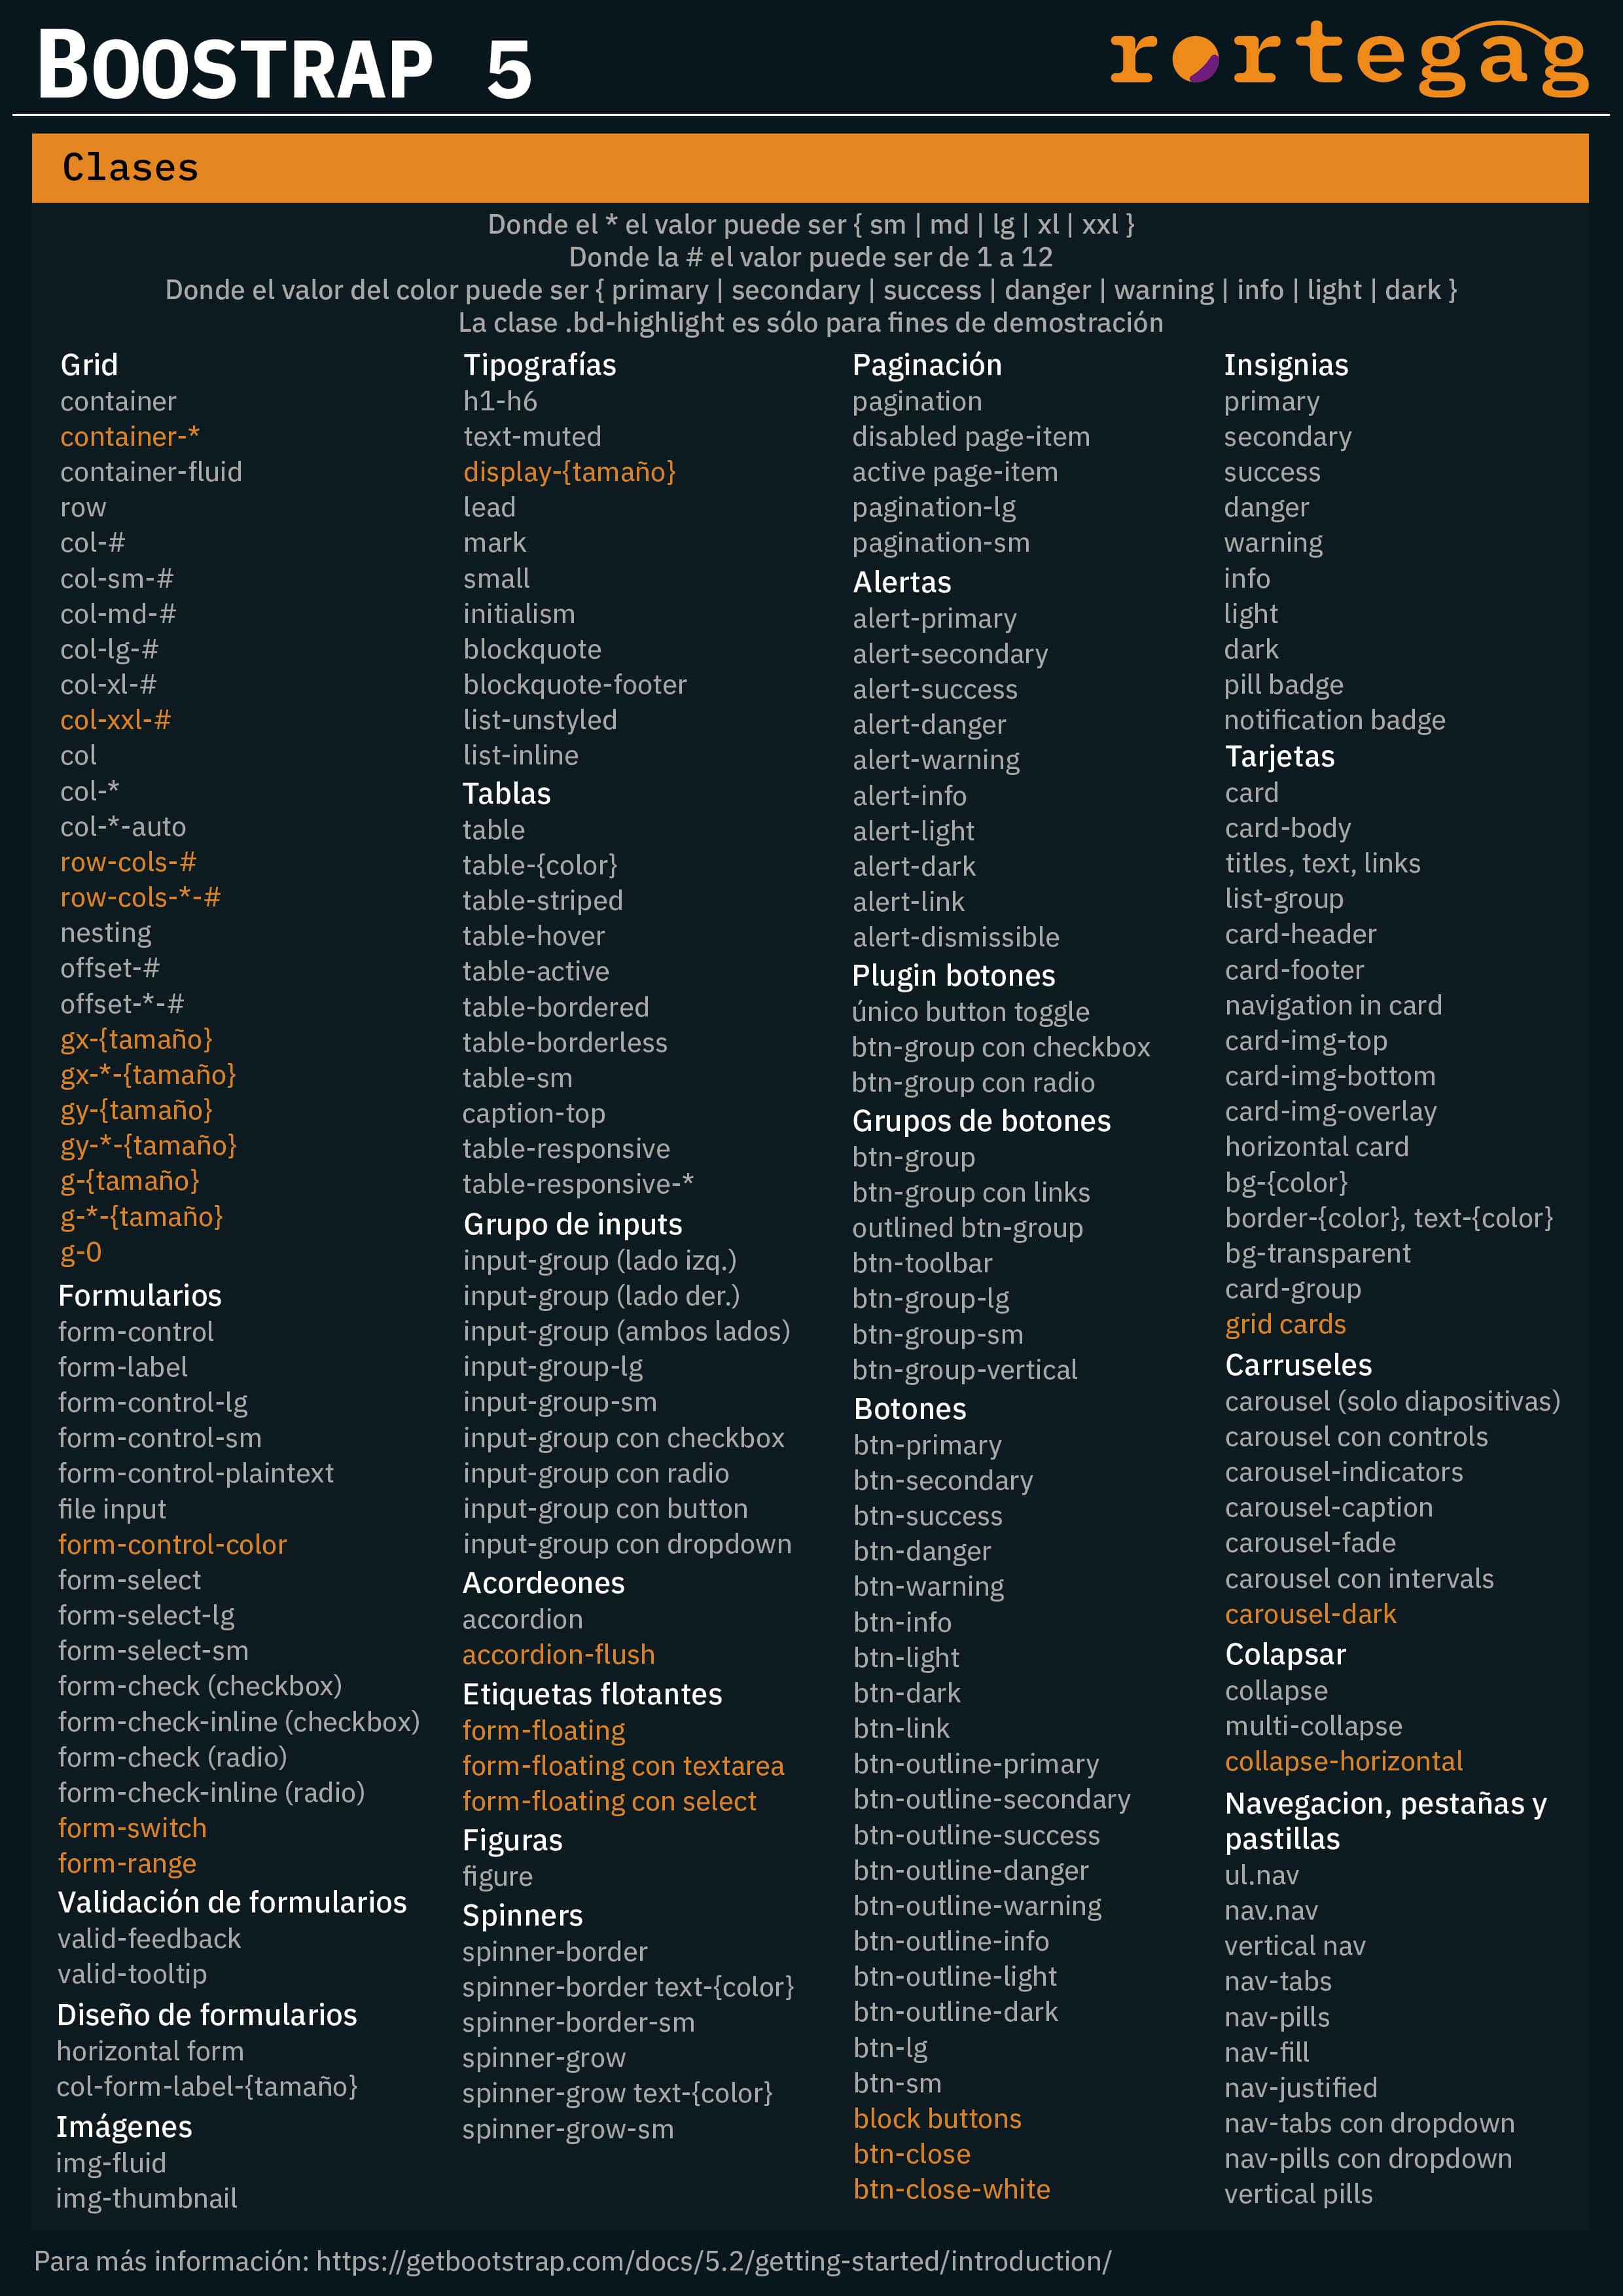 BOOSTRAP 5
rortegag
Clases
Donde el * el valor puede ser { sm | md | lg | xl | xxl }
Donde la # el valor puede ser de 1 a 12
Donde el valor del color puede ser { primary | secondary | success | danger | warning | info | light | dark }
La clase .bd-highlight es sólo para fines de demostración
Grid
container
container-*
container-fluid
row
col-#
col-sm-#
col-md-#
col-lg-#
col-xl-#
col-xxl-#
col
col-*
col-*-auto
row-cols-#
row-cols-*-#
nesting
offset-#
offset-*-#
gx-{tamaño}
gx-*-{tamaño}
gy-{tamaño}
gy-*-{tamaño}
g-{tamaño}
g-*-{tamaño}
g-0
Formularios
form-control
form-label
form-control-lg
form-control-sm
form-control-plaintext
file input
form-control-color
form-select
form-select-lg
form-select-sm
form-check (checkbox)
form-check-inline (checkbox)
form-check (radio)
form-check-inline (radio)
form-switch
form-range
Validación de formularios
valid-feedback
valid-tooltip
Diseño de formularios
horizontal form
col-form-label-{tamaño}
Imágenes
img-fluid
img-thumbnail
Tipografías
h1-h6
text-muted
display-{tamaño}
lead
mark
small
initialism
blockquote
blockquote-footer
list-unstyled
list-inline
Tablas
table
table-{color}
table-striped
table-hover
table-active
table-bordered
table-borderless
table-sm
caption-top
table-responsive
table-responsive-*
Grupo de inputs
input-group (lado izq.)
input-group (lado der.)
input-group (ambos lados)
input-group-lg
input-group-sm
input-group con checkbox
input-group con radio
input-group con button
input-group con dropdown
Acordeones
accordion
accordion-flush
Etiquetas flotantes
form-floating
form-floating con textarea
form-floating con select
Figuras
figure
Spinners
spinner-border
spinner-border text-{color}
spinner-border-sm
spinner-grow
spinner-grow text-{color}
spinner-grow-sm
Paginación
pagination
disabled page-item
active page-item
pagination-lg
pagination-sm
Alertas
alert-primary
alert-secondary
alert-success
alert-danger
alert-warning
alert-info
alert-light
alert-dark
alert-link
alert-dismissible
Plugin botones
único button toggle
btn-group con checkbox
btn-group con radio
Grupos de botones
btn-group
btn-group con links
outlined btn-group
btn-toolbar
btn-group-lg
btn-group-sm
btn-group-vertical
Botones
btn-primary
btn-secondary
btn-success
btn-danger
btn-warning
btn-info
btn-light
btn-dark
btn-link
btn-outline-primary
btn-outline-secondary
btn-outline-success
btn-outline-danger
btn-outline-warning
btn-outline-info
btn-outline-light
btn-outline-dark
btn-lg
btn-sm
block buttons
btn-close
btn-close-white
Insignias
primary
secondary
success
danger
warning
info
light
dark
pill badge
notification badge
Tarjetas
card
card-body
titles, text, links
list-group
card-header
card-footer
navigation in card
card-img-top
card-img-bottom
card-img-overlay
horizontal card
bg-{color}
border-{color}, text-{color}
bg-transparent
card-group
grid cards
Carruseles
carousel (solo diapositivas)
carousel con controls
carousel-indicators
carousel-caption
carousel-fade
carousel con intervals
carousel-dark
Colapsar
collapse
multi-collapse
collapse-horizontal
Navegacion, pestañas y
pastillas
ul.nav
nav.nav
vertical nav
nav-tabs
nav-pills
nav-fill
nav-justified
nav-tabs con dropdown
nav-pills con dropdown
vertical pills
Para más información: https://getbootstrap.com/docs/5.2/getting-started/introduction/